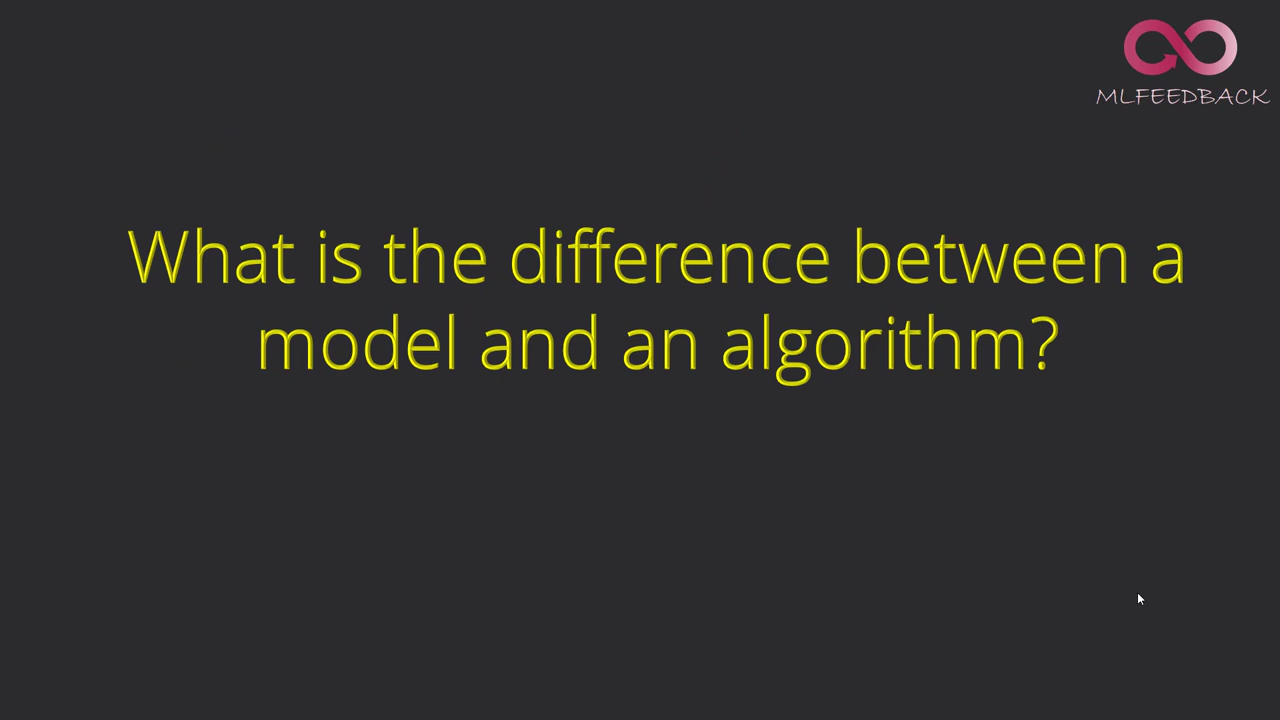 MLFEEDBACK
What is the difference between a
model and an algorithm?